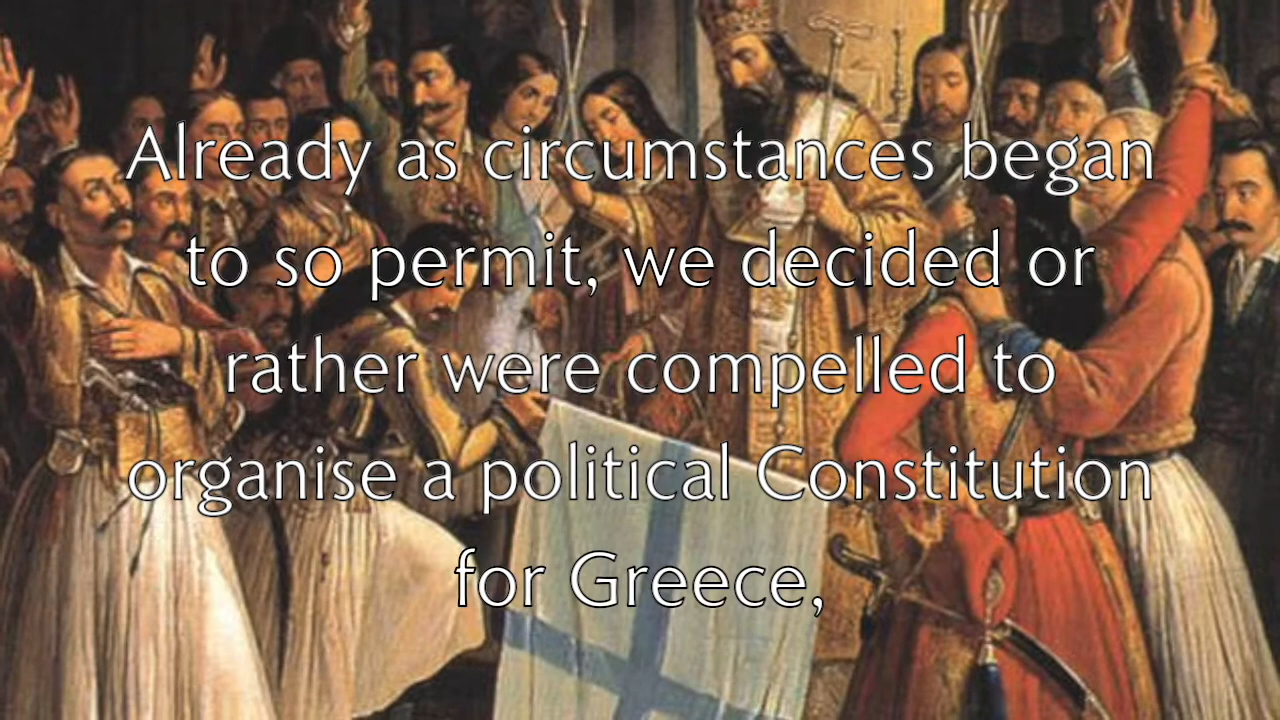 Already as circumstances began
to so permit, we decided or
rather were compelled to
organise a political Constitution
for Greece,